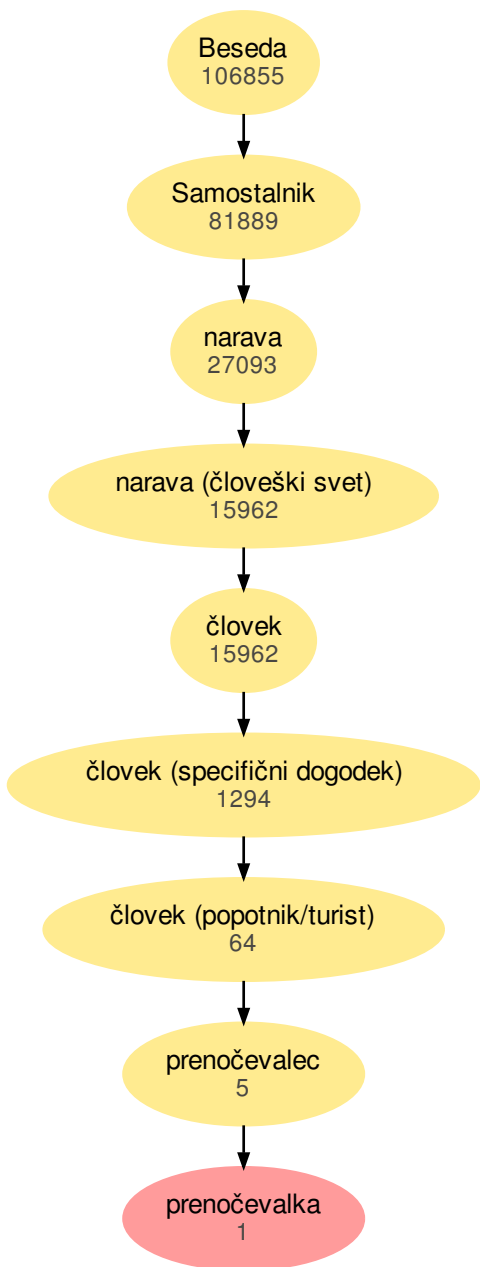 Beseda
106855
Samostalnik
81889
narava
27093
narava (človeški svet)
15962
človek
15962
človek (specifični dogodek)
1294
človek (popotnik/turist)
64
prenočevalec
5
prenočevalka
1